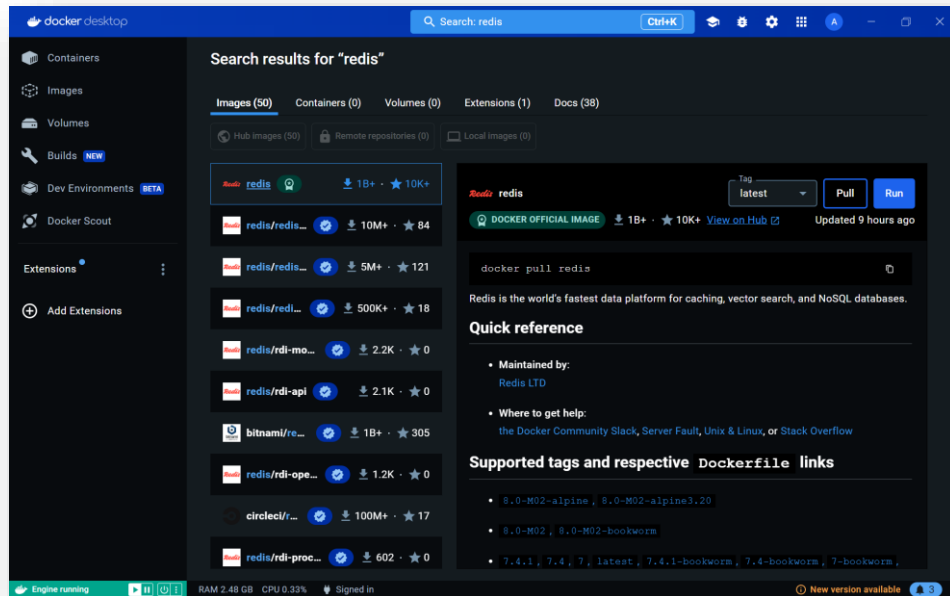 docker desktop
Search: redis
Ctrl+K
A
Containers
Images
Volumes
Builds NEW
Dev Environments BETA
Docker Scout
Extensions
Add Extensions
Search results for “redis”
Images (50) Containers (0) Volumes (0) Extensions (1) Docs (38)
Hub images (50) Remote repositories (0) Local images (0)
Redis redis 1B+ · 10K+
Redis redis/redis... 10M+ · 84
Redis redis/redis... 5M+ · 121
Redis redis/redi... 500K+ · 18
Redis redis/rdi-mo... 2.2K · 0
Redis redis/rdi-api 2.1K · 0
bitnami/re... 1B+ · 305
Redis redis/rdi-ope... 1.2K · 0
circleci/r... 100M+ · 17
Redis redis/rdi-proc... 602 · 0
Redis redis
Tag
latest
Pull
Run
DOCKER OFFICIAL IMAGE 1B+ · 10K+ View on Hub Updated 9 hours ago
docker pull redis
Redis is the world's fastest data platform for caching, vector search, and NoSQL databases.
Quick reference
• Maintained by:
Redis LTD
• Where to get help:
the Docker Community Slack, Server Fault, Unix & Linux, or Stack Overflow
Supported tags and respective Dockerfile links
• 8.0-M02-alpine, 8.0-M02-alpine3.20
• 8.0-M02, 8.0-M02-bookworm
• 7.4.1, 7.4, 7, latest, 7.4.1-bookworm, 7.4-bookworm, 7-bookworm,
Engine running
RAM 2.48 GB CPU 0.33% Signed in
New version available
3